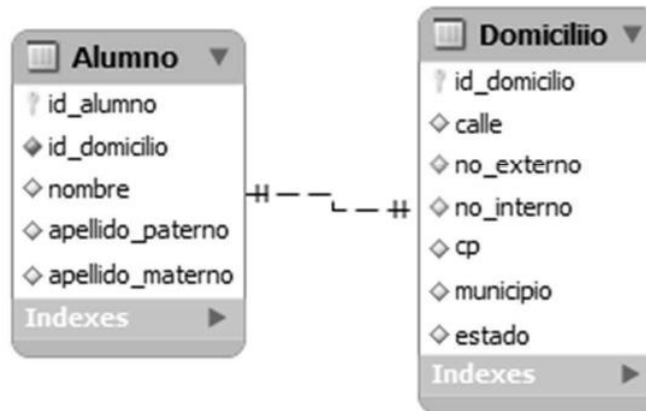 Alumno
id_alumno
id_domicilio
nombre
apellido_paterno
apellido_materno
Indexes
Domiciliio
id_domicilio
calle
no_externo
no_interno
cp
municipio
estado
Indexes